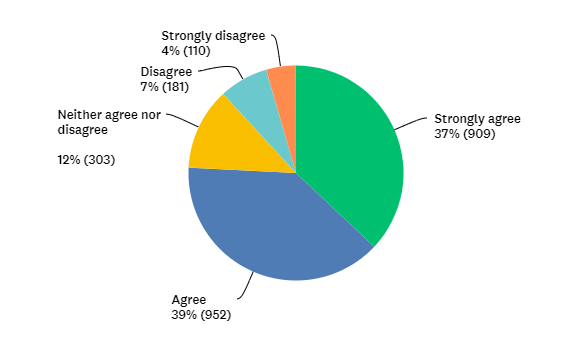 Strongly disagree
4% (110)
Disagree
7% (181)
Neither agree nor
disagree
12% (303)
Strongly agree
37% (909)
Agree
39% (952)